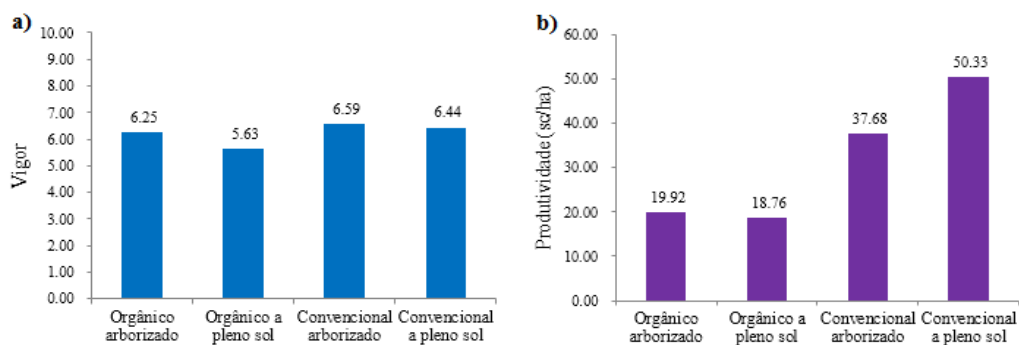 a)
Vigor
10.00
9.00
8.00
7.00
6.00
5.00
4.00
3.00
2.00
1.00
0.00
6.25
5.63
6.59
6.44
Orgânico
arborizado
Orgânico a
pleno sol
Convencional
arborizado
Convencional
a pleno sol
b)
Produtividade (sc/ha)
60.00
50.00
40.00
30.00
20.00
10.00
0.00
19.92
18.76
37.68
50.33
Orgânico
arborizado
Orgânico a
pleno sol
Convencional
arborizado
Convencional
a pleno sol